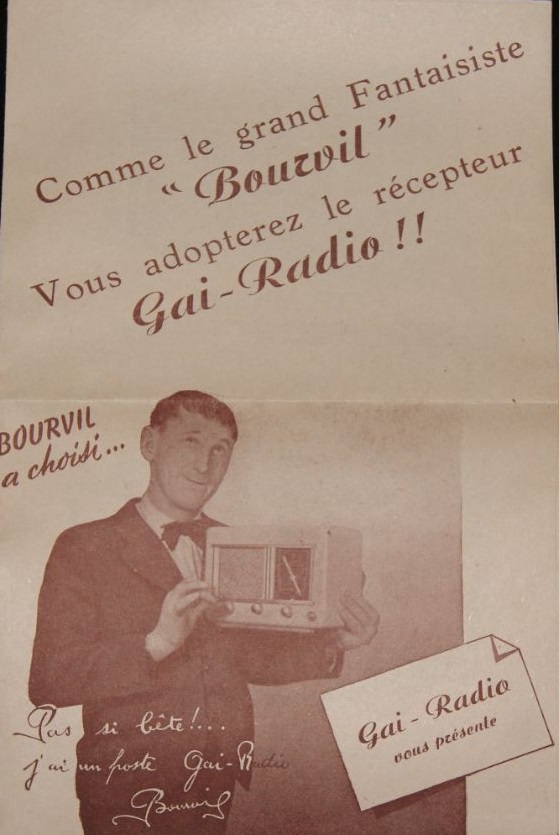 Comme le grand Fantaisiste
“ Bourvil ”
Vous adopterez le récepteur
Gai-Radio !!
BOURVIL
a choisi...
Pas si bête!...
j'ai un poste Gai-Radio
Bourvil
Gai - Radio
vous présente